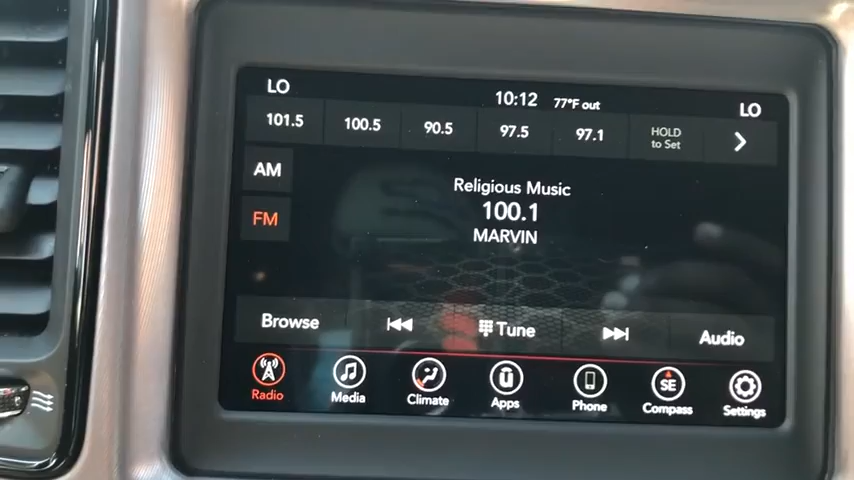 LO 10:12 77°F out LO
101.5 100.5 90.5 97.5 97.1 HOLD to Set
AM
FM
Religious Music
100.1
MARVIN
Browse Tune Audio
Radio Media Climate Apps Phone SE Compass Settings